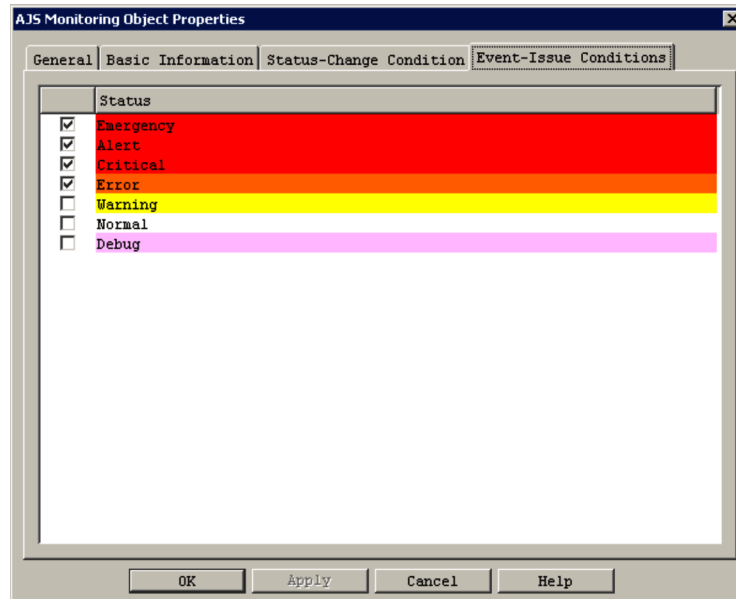 AJS Monitoring Object Properties
General Basic Information Status-Change Condition Event-Issue Conditions
Status
Emergency
Alert
Critical
Error
Warning
Normal
Debug
OK Apply Cancel Help